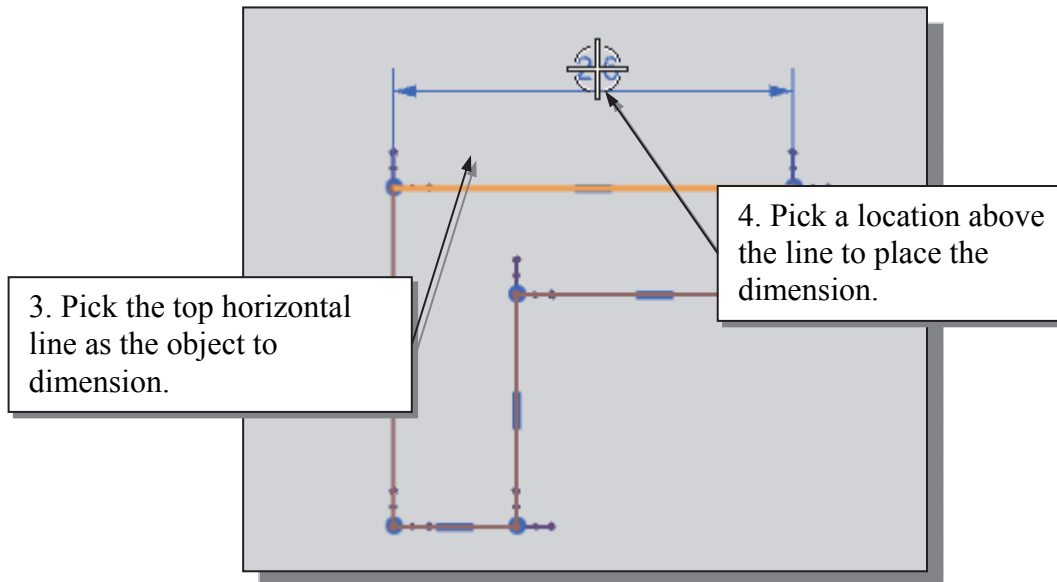 3. Pick the top horizontal
line as the object to
dimension.
4. Pick a location above
the line to place the
dimension.